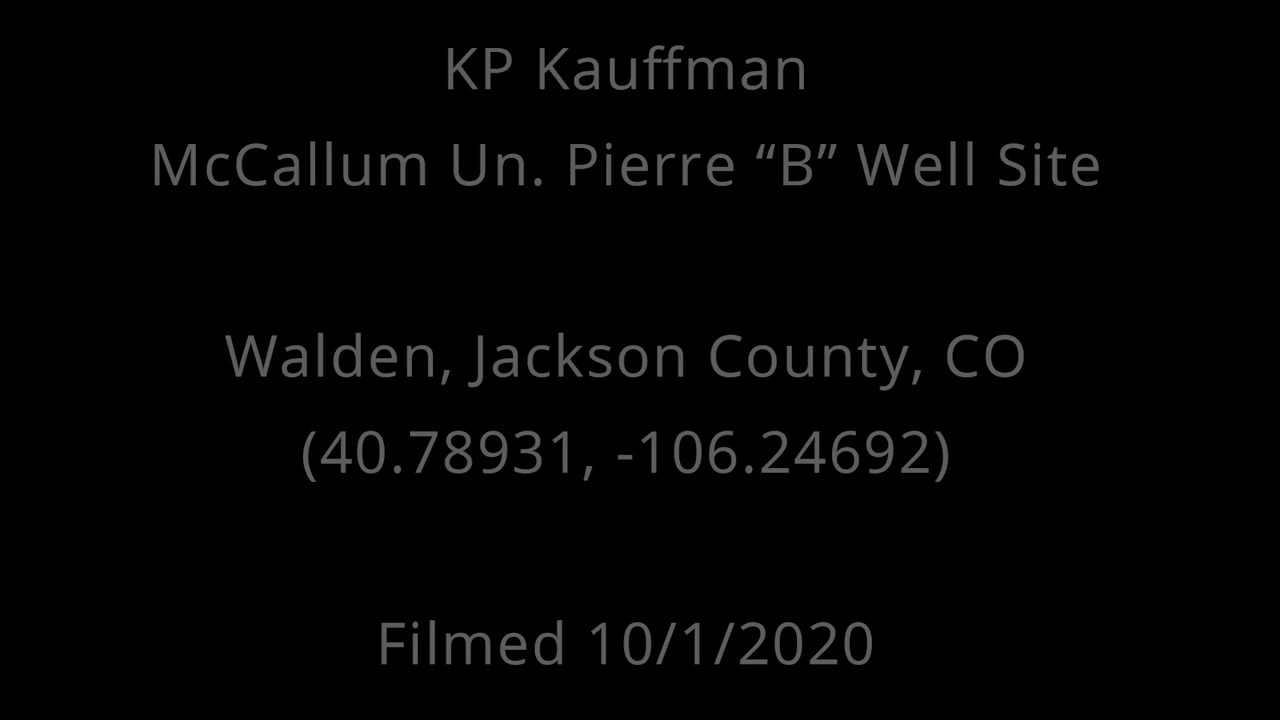 KP Kauffman
McCallum Un. Pierre “B” Well Site
Walden, Jackson County, CO
(40.78931, -106.24692)
Filmed 10/1/2020